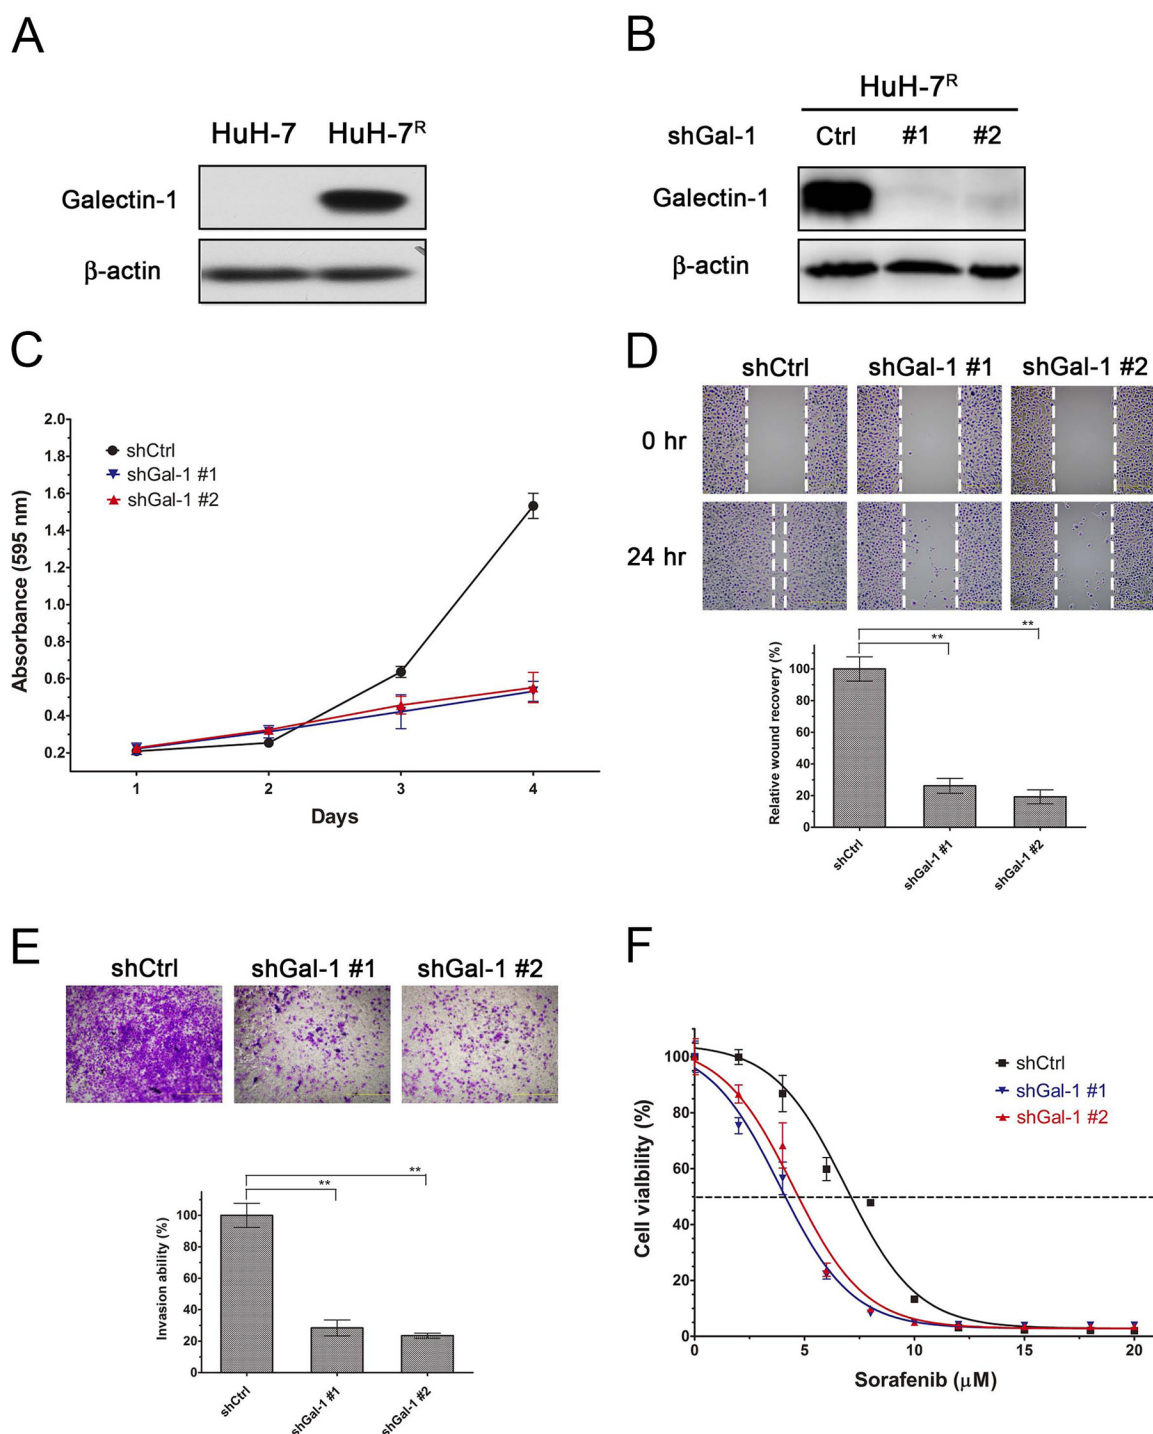 A
HuH-7 HuH-7ᴿ
Galectin-1
β-actin
B
HuH-7ᴿ
shGal-1 Ctrl #1 #2
Galectin-1
β-actin
C
Absorbance (595 nm)
2.0
1.8
1.6
1.4
1.2
1.0
0.8
0.6
0.4
0.2
shCtrl
shGal-1 #1
shGal-1 #2
1 2 3 4
Days
D
shCtrl shGal-1 #1 shGal-1 #2
0 hr
24 hr
Relative wound recovery (%)
**
**
100
80
60
40
20
0
shCtrl shGal-1 #1 shGal-1 #2
E
shCtrl shGal-1 #1 shGal-1 #2
Invasion ability (%)
**
**
100
80
60
40
20
0
shCtrl shGal-1 #1 shGal-1 #2
F
Cell vialbility (%)
100
80
60
40
20
0
shCtrl
shGal-1 #1
shGal-1 #2
0 5 10 15 20
Sorafenib (μM)